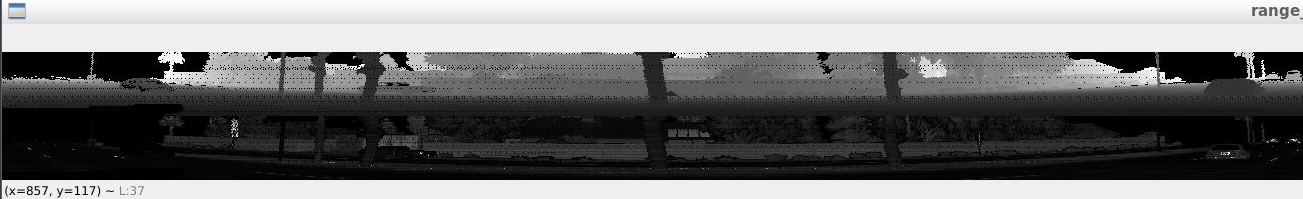 range_
(x=857, y=117) ~ L:37